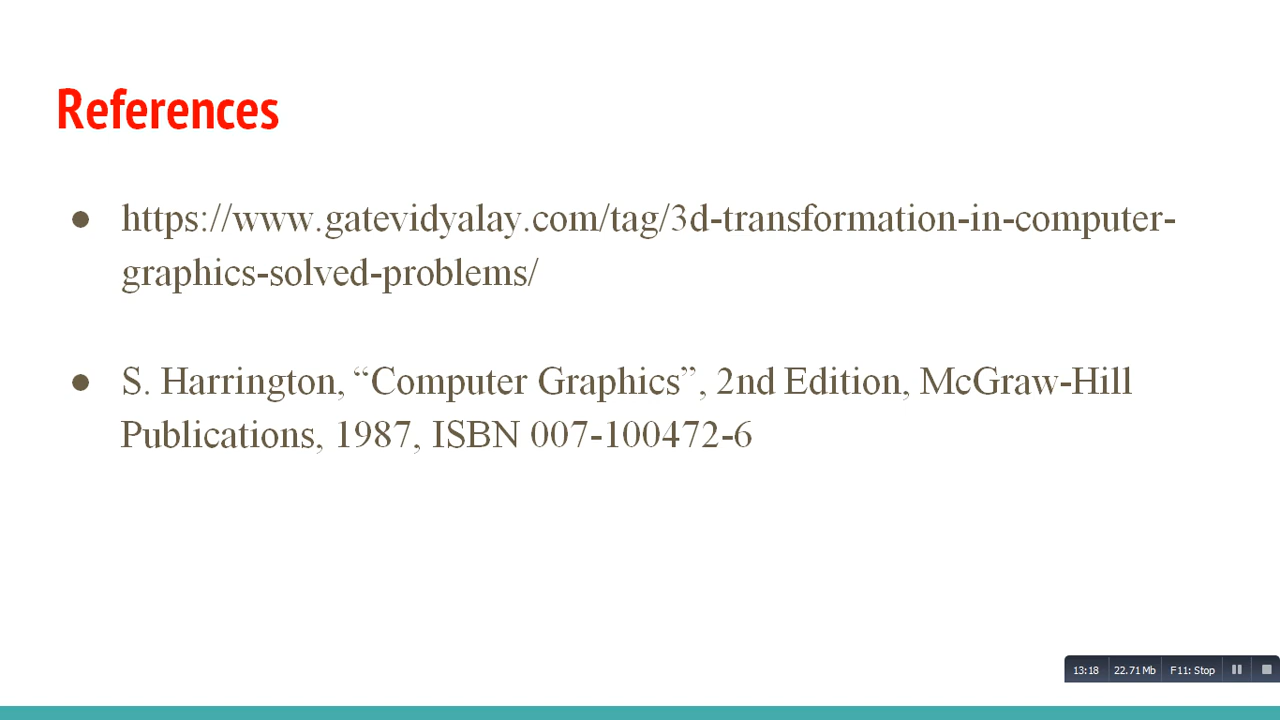 References
● https://www.gatevidyalay.com/tag/3d-transformation-in-computer-
graphics-solved-problems/
● S. Harrington, “Computer Graphics”, 2nd Edition, McGraw-Hill
Publications, 1987, ISBN 007-100472-6
13:18 22.71 Mb F11: Stop